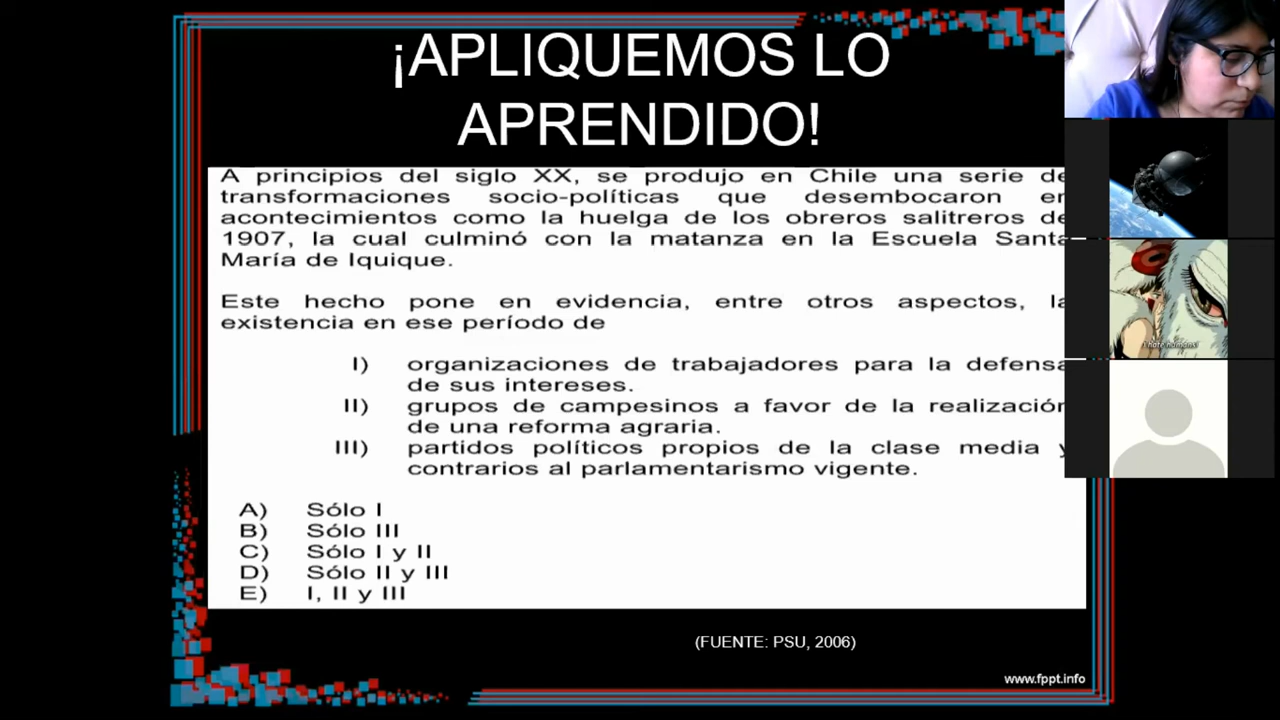 ¡APLIQUEMOS LO
APRENDIDO!
A principios del siglo XX, se produjo en Chile una serie de
transformaciones socio-políticas que desembocaron en
acontecimientos como la huelga de los obreros salitreros de
1907, la cual culminó con la matanza en la Escuela Santa
María de Iquique.
Este hecho pone en evidencia, entre otros aspectos, la
existencia en ese período de
I) organizaciones de trabajadores para la defensa
de sus intereses.
II) grupos de campesinos a favor de la realización
de una reforma agraria.
III) partidos políticos propios de la clase media y
contrarios al parlamentarismo vigente.
A) Sólo I
B) Sólo III
C) Sólo I y II
D) Sólo II y III
E) I, II y III
(FUENTE: PSU, 2006)
www.fppt.info
I hate humans!